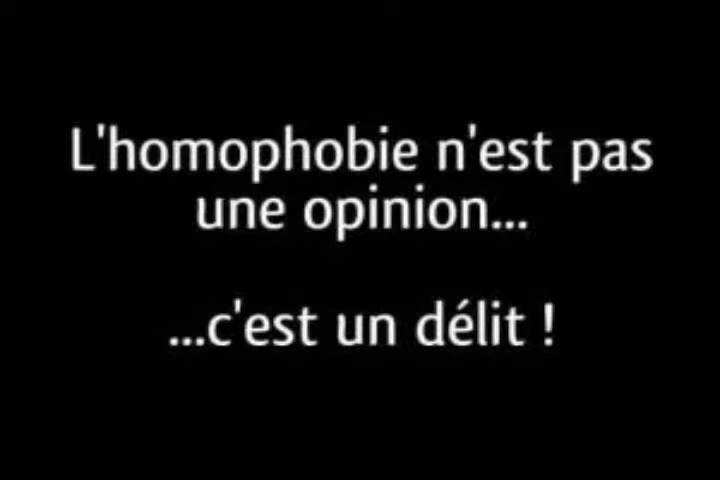 L'homophobie n'est pas
une opinion...
...c'est un délit !